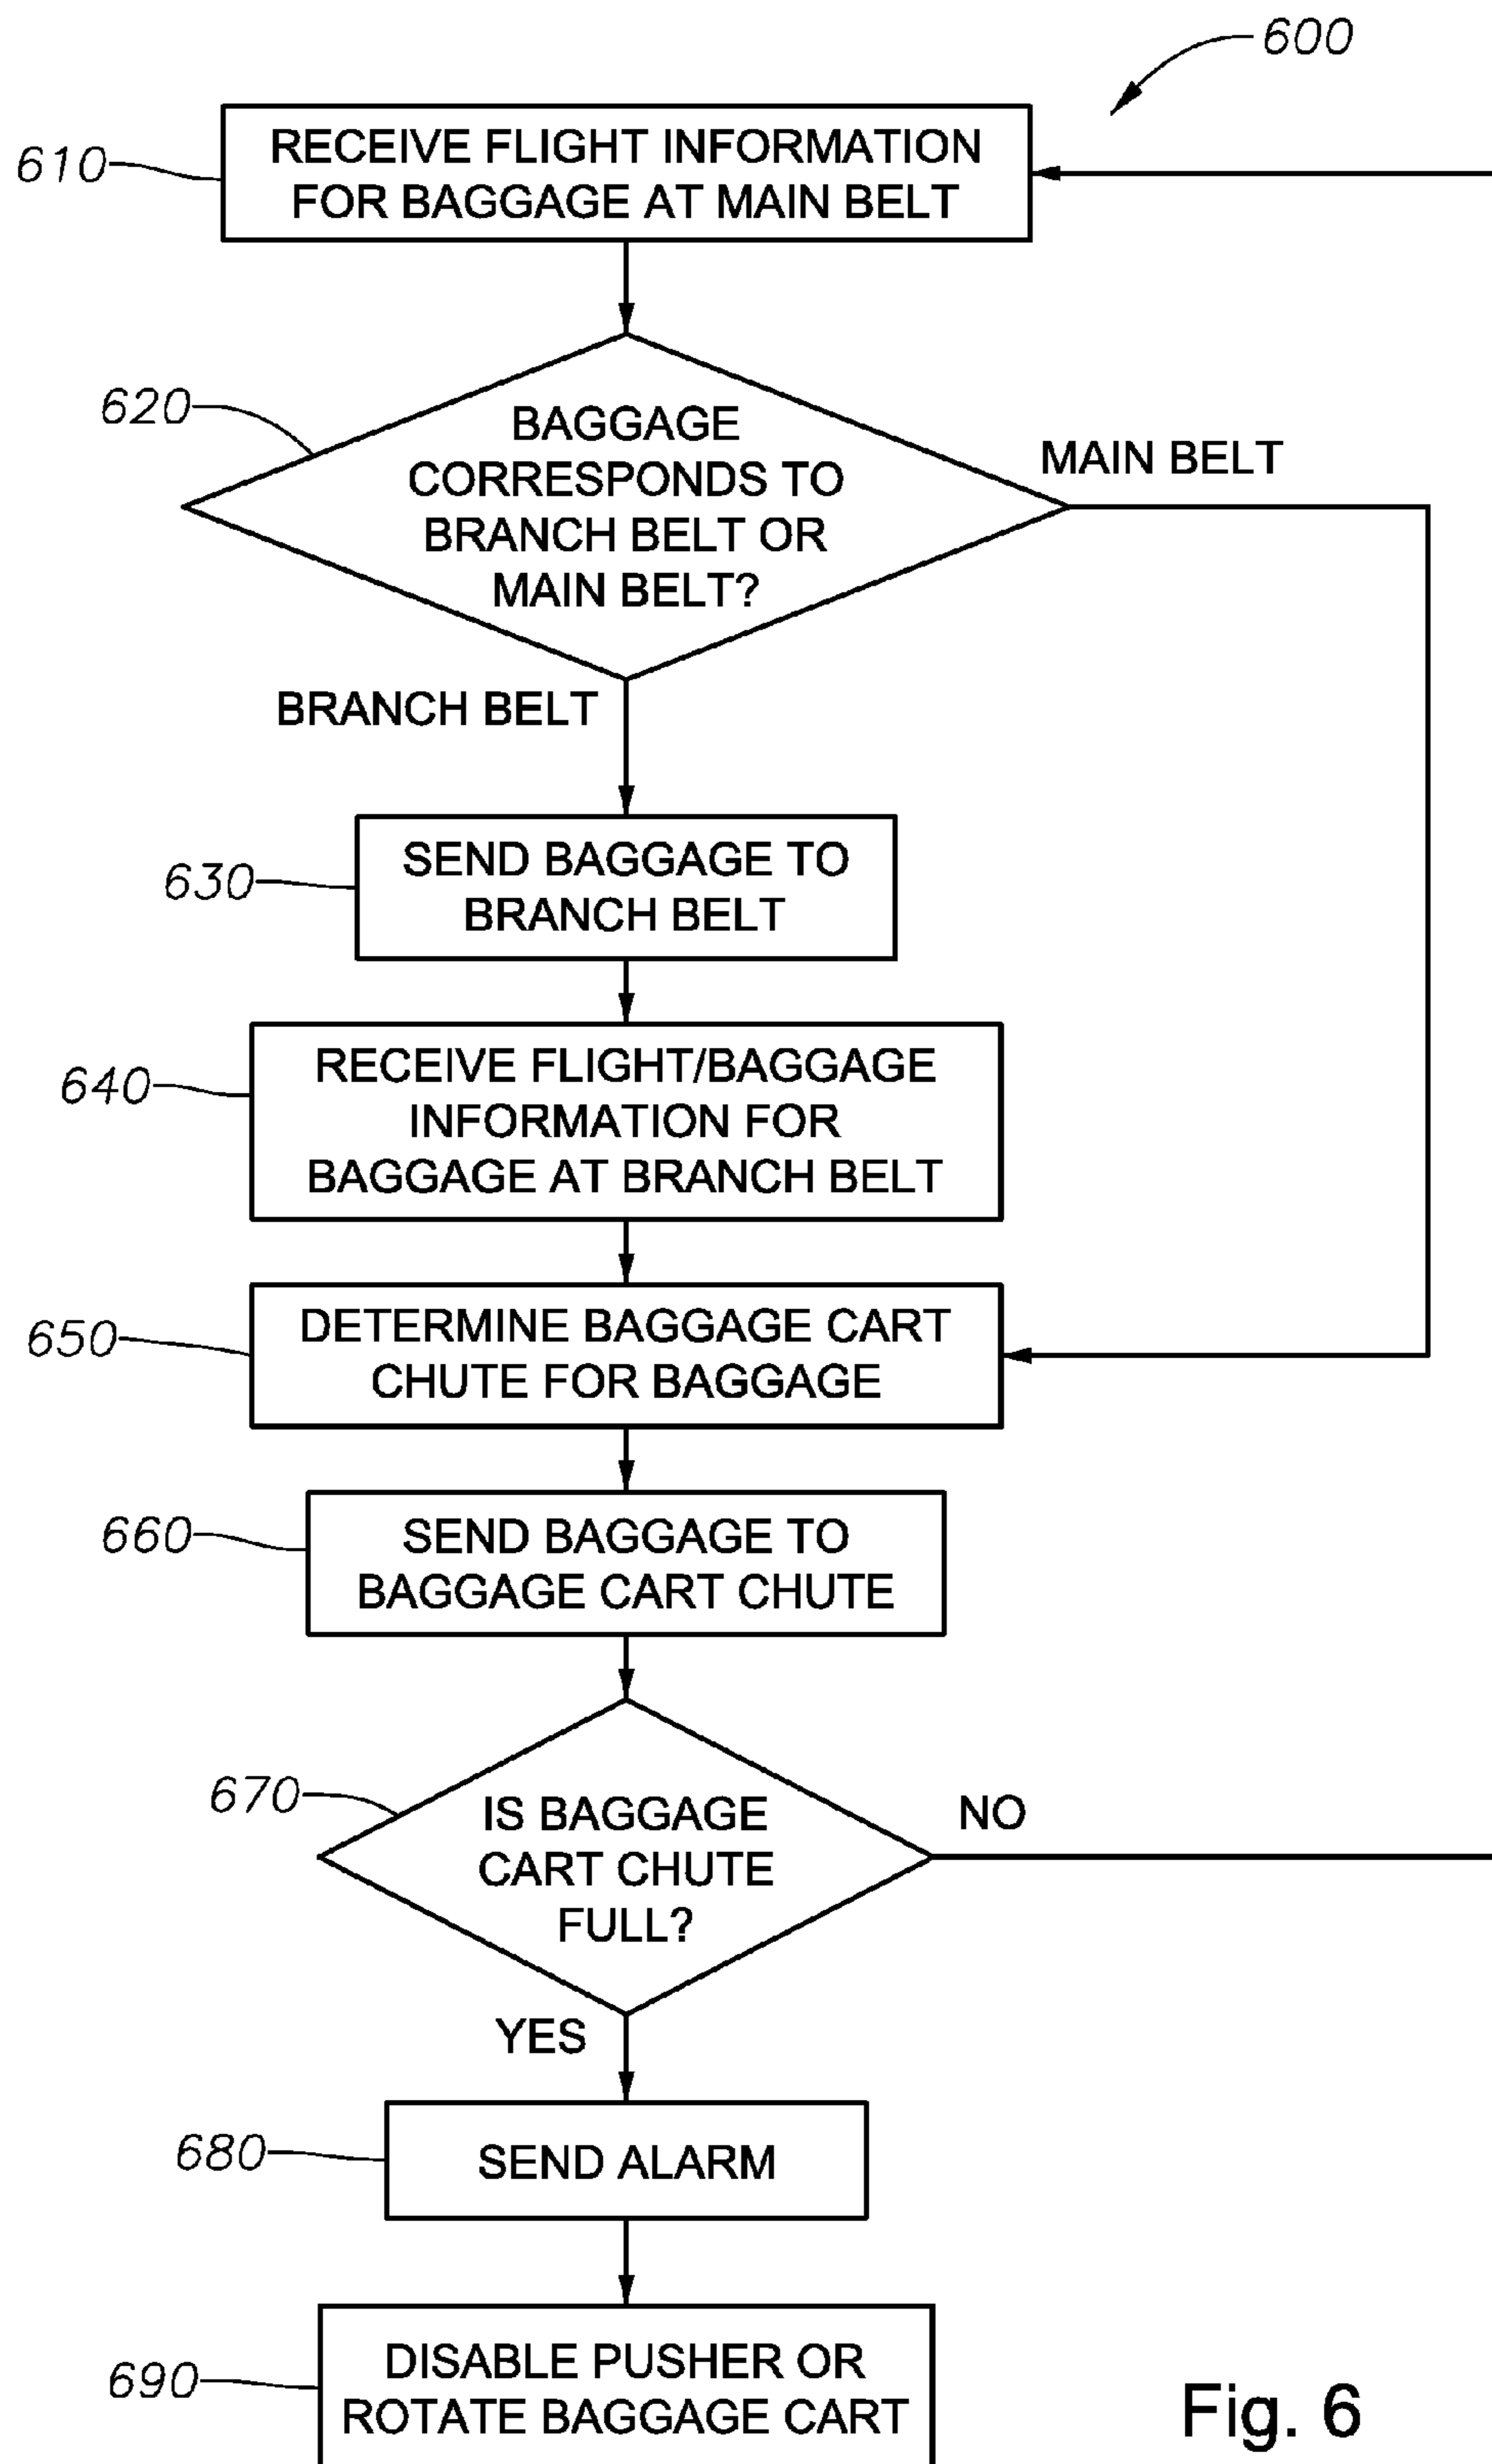 600
610
RECEIVE FLIGHT INFORMATION
FOR BAGGAGE AT MAIN BELT
620
BAGGAGE
CORRESPONDS TO
BRANCH BELT OR
MAIN BELT?
MAIN BELT
BRANCH BELT
630
SEND BAGGAGE TO
BRANCH BELT
640
RECEIVE FLIGHT/BAGGAGE
INFORMATION FOR
BAGGAGE AT BRANCH BELT
650
DETERMINE BAGGAGE CART
CHUTE FOR BAGGAGE
660
SEND BAGGAGE TO
BAGGAGE CART CHUTE
670
IS BAGGAGE
CART CHUTE
FULL?
NO
YES
680
SEND ALARM
690
DISABLE PUSHER OR
ROTATE BAGGAGE CART
Fig. 6